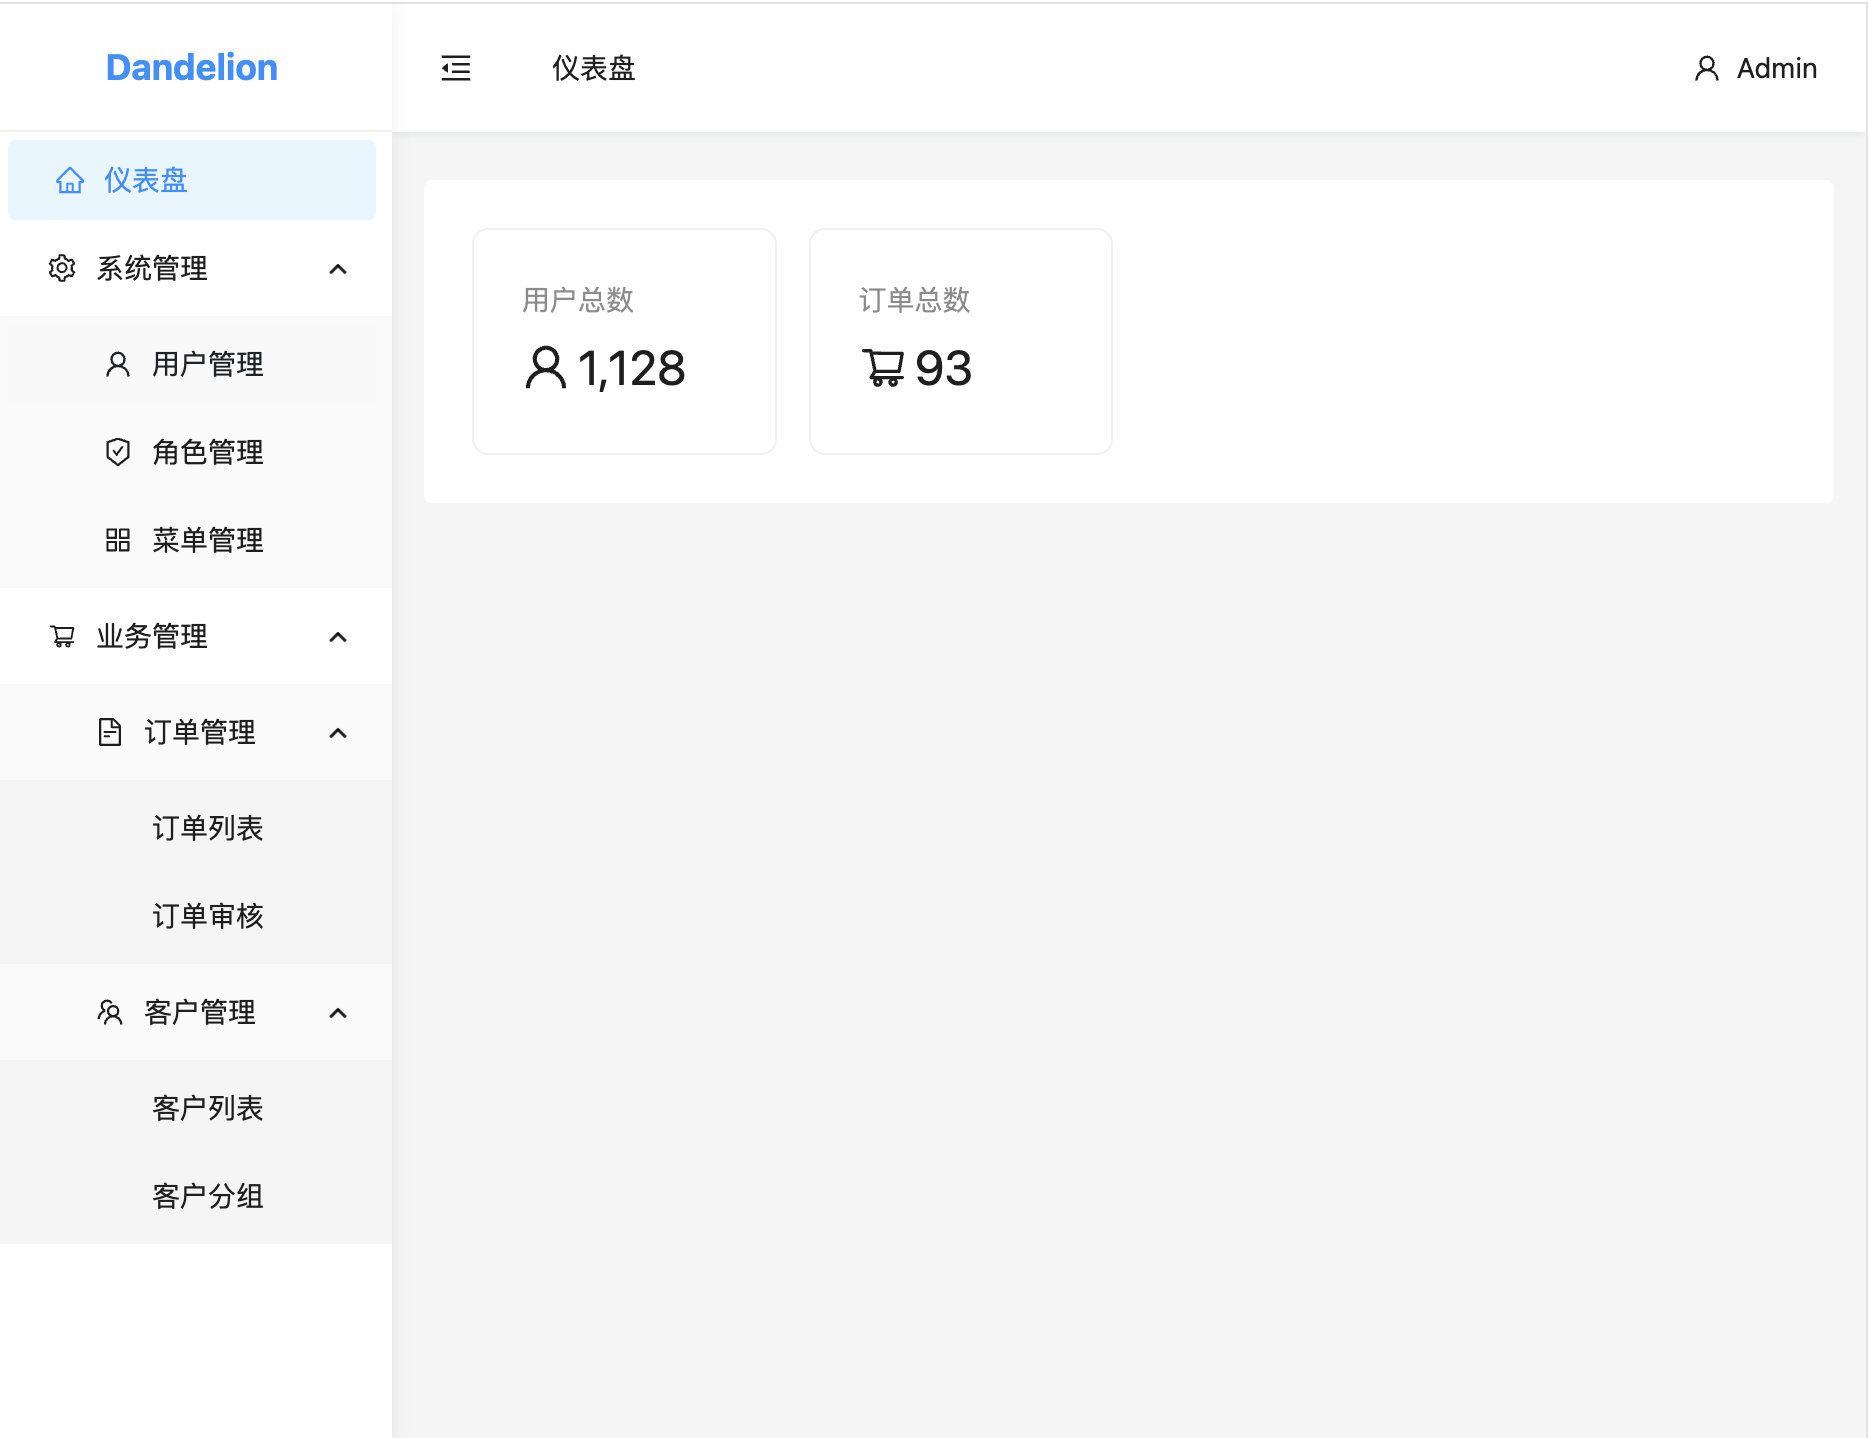 Dandelion
仪表盘
Admin
仪表盘
系统管理
用户管理
角色管理
菜单管理
业务管理
订单管理
订单列表
订单审核
客户管理
客户列表
客户分组
用户总数
1,128
订单总数
93